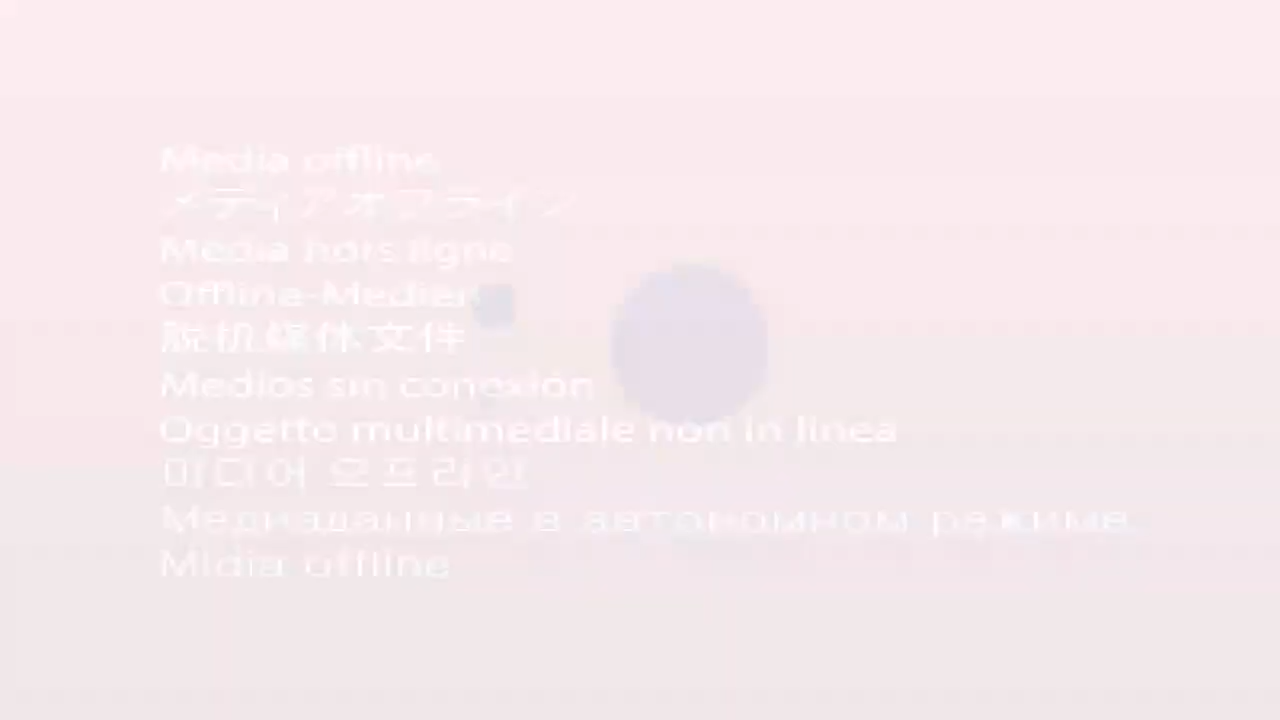 Media offline
メディアオフライン
Media hors ligne
Offline-Medien
脱机媒体文件
Medios sin conexión
Oggetto multimediale non in linea
미디어 오프라인
Медиаданные в автономном режиме.
Mídia offline